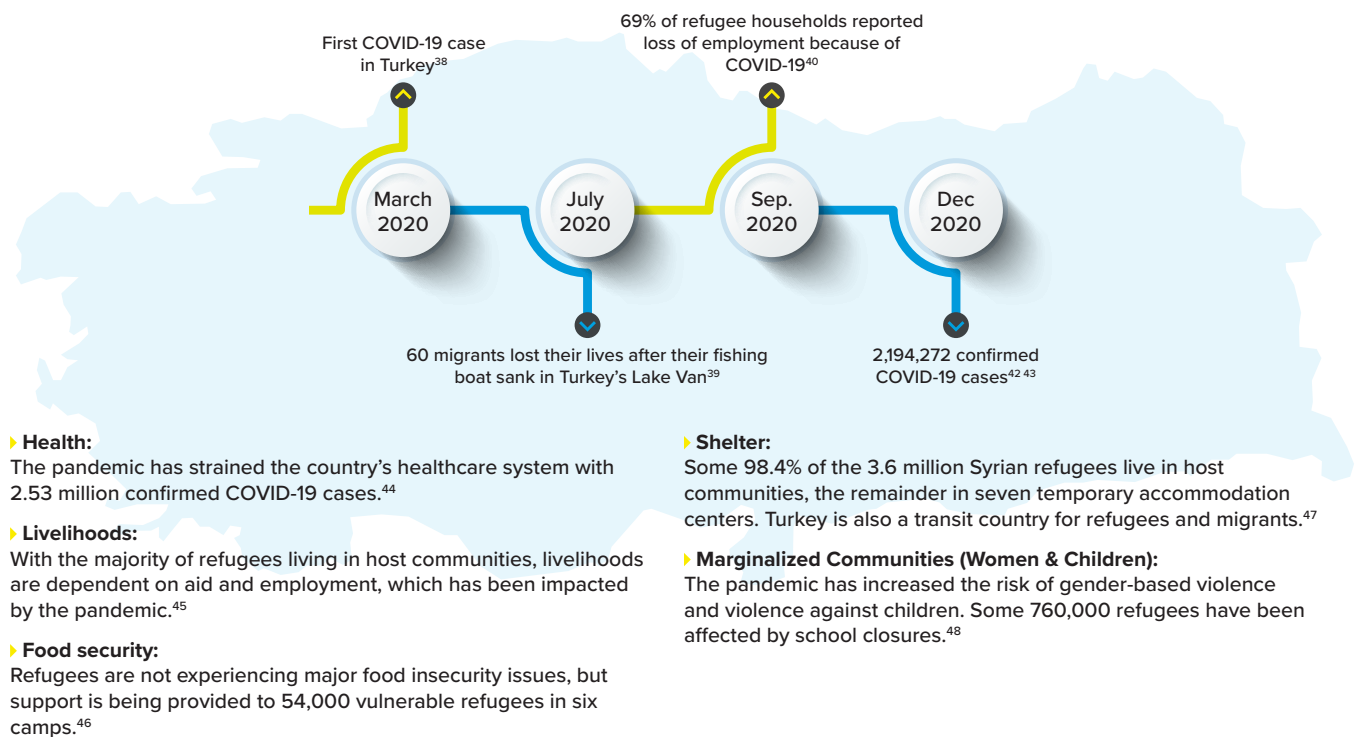 First COVID-19 case
in Turkey³⁸
69% of refugee households reported
loss of employment because of
COVID-19⁴⁰
March
2020
July
2020
Sep.
2020
Dec
2020
60 migrants lost their lives after their fishing
boat sank in Turkey’s Lake Van³⁹
2,194,272 confirmed
COVID-19 cases⁴² ⁴³
Health:
The pandemic has strained the country’s healthcare system with
2.53 million confirmed COVID-19 cases.⁴⁴
Livelihoods:
With the majority of refugees living in host communities, livelihoods
are dependent on aid and employment, which has been impacted
by the pandemic.⁴⁵
Food security:
Refugees are not experiencing major food insecurity issues, but
support is being provided to 54,000 vulnerable refugees in six
camps.⁴⁶
Shelter:
Some 98.4% of the 3.6 million Syrian refugees live in host
communities, the remainder in seven temporary accommodation
centers. Turkey is also a transit country for refugees and migrants.⁴⁷
Marginalized Communities (Women & Children):
The pandemic has increased the risk of gender-based violence
and violence against children. Some 760,000 refugees have been
affected by school closures.⁴⁸